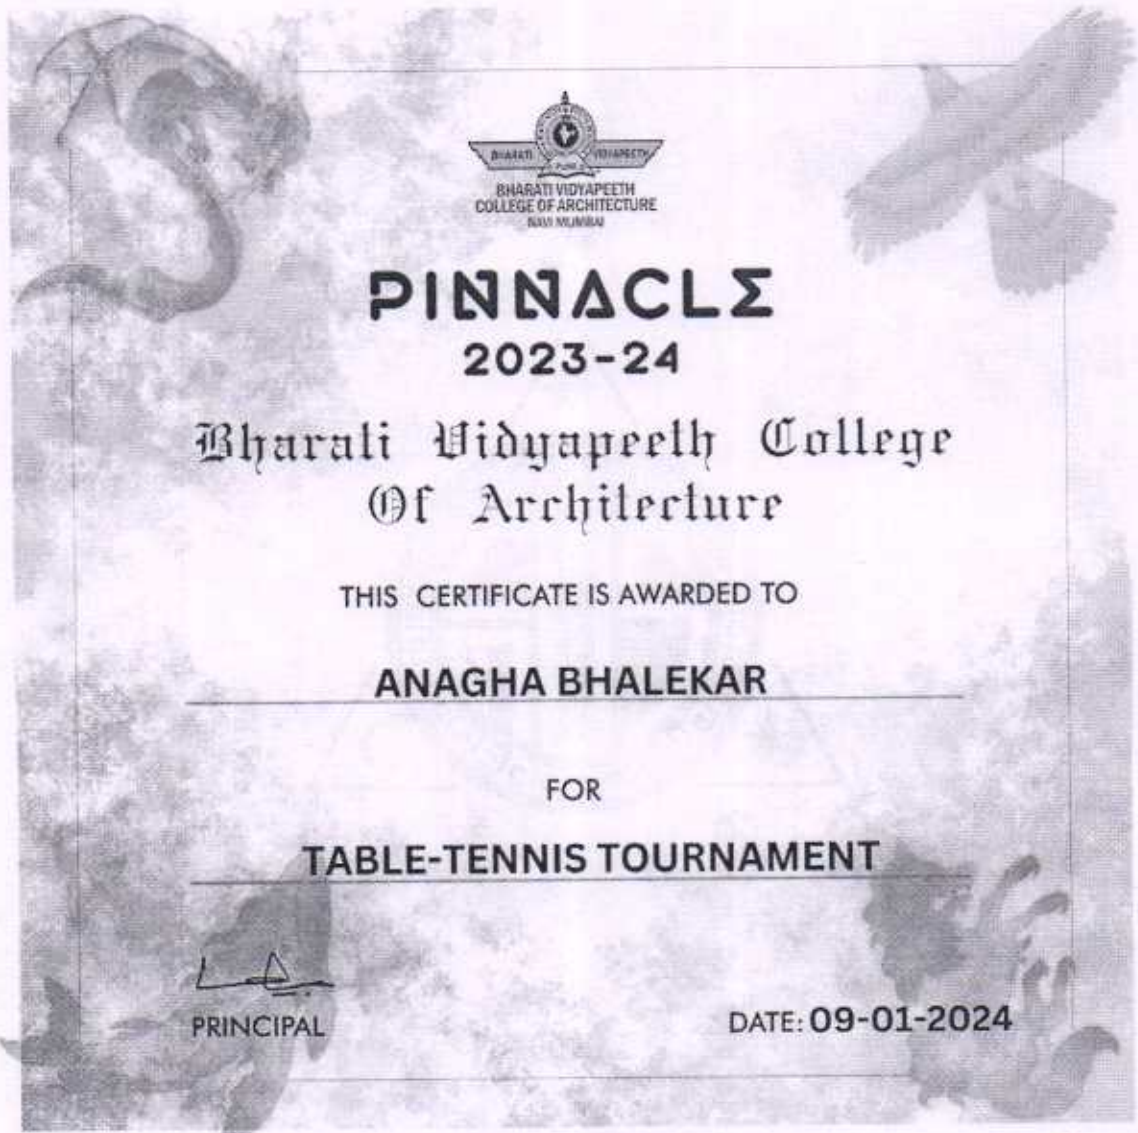 BHARATI VIDYAPEETH
PUNE
BHARATI VIDYAPEETH
COLLEGE OF ARCHITECTURE
NAVI MUMBAI
PINNACLE
2023-24
Bharati Vidyapeeth College
Of Architecture
THIS CERTIFICATE IS AWARDED TO
ANAGHA BHALEKAR
FOR
TABLE-TENNIS TOURNAMENT
PRINCIPAL
DATE: 09-01-2024